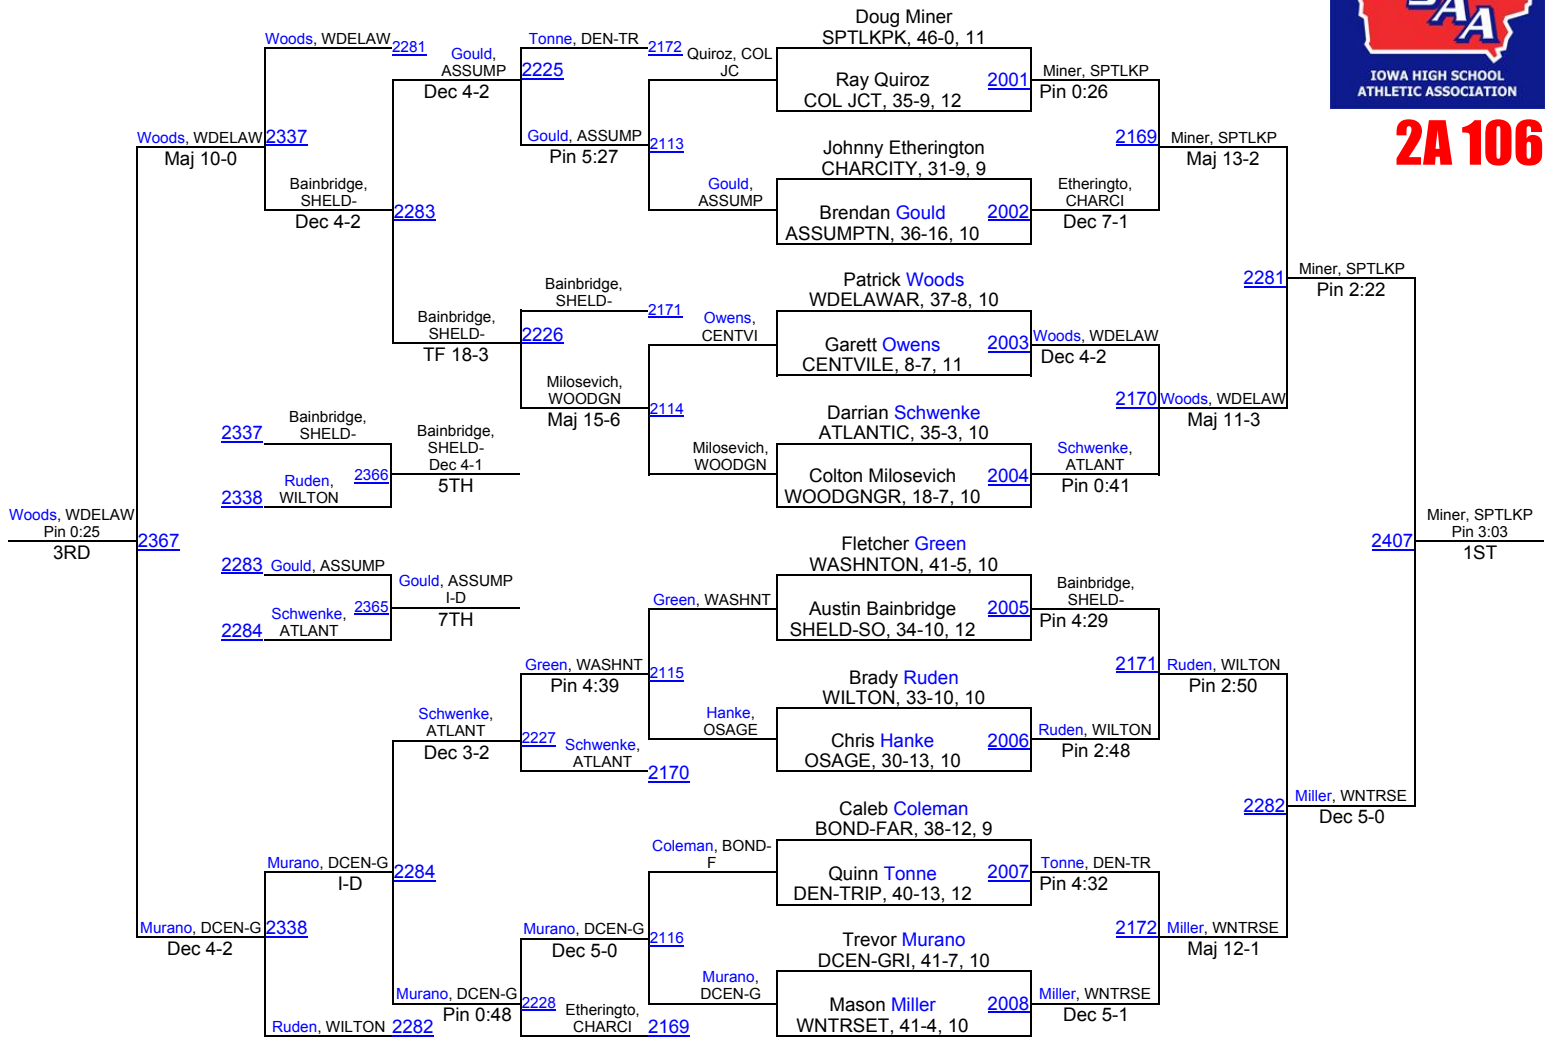 Doug Miner
SPTLKPK, 46-0, 11
Ray Quiroz
COL JCT, 35-9, 12
2001
Johnny Etherington
CHARCITY, 31-9, 9
Brendan Gould
ASSUMPTN, 36-16, 10
2002
Patrick Woods
WDELAWAR, 37-8, 10
Garett Owens
CENTVILE, 8-7, 11
2003
Darrian Schwenke
ATLANTIC, 35-3, 10
Colton Milosevich
WOODGNGR, 18-7, 10
2004
Fletcher Green
WASHNTON, 41-5, 10
Austin Bainbridge
SHELD-SO, 34-10, 12
2005
Brady Ruden
WILTON, 33-10, 10
Chris Hanke
OSAGE, 30-13, 10
2006
Caleb Coleman
BOND-FAR, 38-12, 9
Quinn Tonne
DEN-TRIP, 40-13, 12
2007
Trevor Murano
DCEN-GRI, 41-7, 10
Mason Miller
WNTRSET, 41-4, 10
2008
Miner, SPTLKP
Pin 0:26
2169
Etheringto,
CHARCI
Dec 7-1
Woods, WDELAW
Dec 4-2
2170
Schwenke,
ATLANT
Pin 0:41
Bainbridge,
SHELD-
Pin 4:29
2171
Ruden, WILTON
Pin 2:48
Tonne, DEN-TR
Pin 4:32
2172
Miller, WNTRSE
Dec 5-1
Miner, SPTLKP
Maj 13-2
2281
Woods, WDELAW
Maj 11-3
Ruden, WILTON
Pin 2:50
2282
Miller, WNTRSE
Maj 12-1
Miner, SPTLKP
Pin 2:22
2407
Miller, WNTRSE
Dec 5-0
Miner, SPTLKP
Pin 3:03
1ST
AA
IOWA HIGH SCHOOL
ATHLETIC ASSOCIATION
2A 106
Quiroz, COL
JC
2113
Gould,
ASSUMP
Owens,
CENTVI
2114
Milosevich,
WOODGN
Green, WASHNT
2115
Hanke,
OSAGE
Coleman, BOND-
F
2116
Murano,
DCEN-G
Tonne, DEN-TR
2172
2225
Gould, ASSUMP
Pin 5:27
Bainbridge,
SHELD-
2171
2226
Milosevich,
WOODGN
Maj 15-6
Green, WASHNT
Pin 4:39
2227
Schwenke,
ATLANT
2170
Murano, DCEN-G
Dec 5-0
2228
Etheringto,
CHARCI
2169
Gould,
ASSUMP
Dec 4-2
2283
Bainbridge,
SHELD-
TF 18-3
Schwenke,
ATLANT
Dec 3-2
2284
Murano, DCEN-G
Pin 0:48
Woods, WDELAW
2281
2337
Bainbridge,
SHELD-
Dec 4-2
Murano, DCEN-G
I-D
2338
Ruden, WILTON
2282
Woods, WDELAW
Maj 10-0
2367
Murano, DCEN-G
Dec 4-2
Woods, WDELAW
Pin 0:25
3RD
2337
Bainbridge,
SHELD-
2338
Ruden,
WILTON
2366
Bainbridge,
SHELD-
Dec 4-1
5TH
2283
Gould, ASSUMP
2284
Schwenke,
ATLANT
2365
Gould, ASSUMP
I-D
7TH